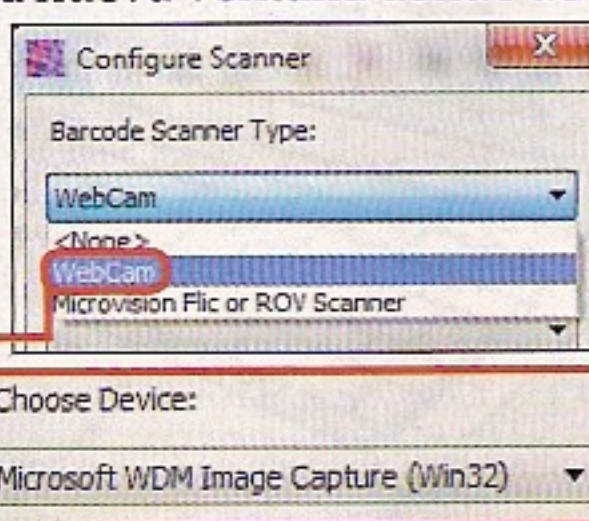 Configure Scanner
X
Barcode Scanner Type:
WebCam
<None>
WebCam
Microvision Flic or ROV Scanner
Choose Device:
Microsoft WDM Image Capture (Win32)